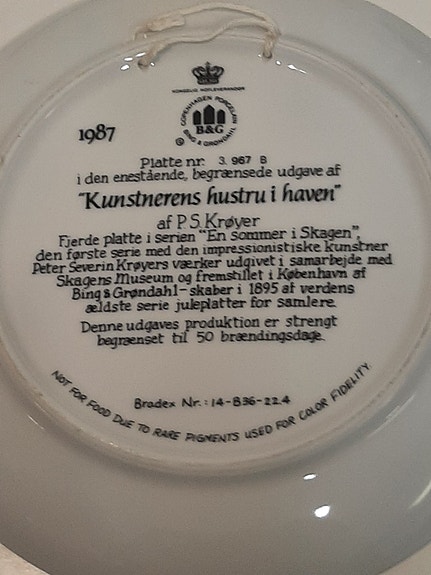 KONGELIG HOFLEVERANDØR
COPENHAGEN PORCELAIN
B&G
BING & GRØNDAHL
1987
Platte nr. 3.967 B
i den enestående, begrænsede udgave af
"Kunstnerens hustru i haven"
af P.S. Krøyer
Fjerde platte i serien "En sommer i Skagen",
den første serie med den impressionistiske kunstner
Peter Severin Krøyers værker udgivet i samarbejde med
Skagens Museum og fremstillet i København af
Bing & Grøndahl-skaber i 1895 af verdens
ældste serie juleplatter for samlere.
Denne udgaves produktion er strengt
begrænset til 50 brændingsdage.
Bradex Nr.: 14-B36-22.4
NOT FOR FOOD DUE TO RARE PIGMENTS USED FOR COLOR FIDELITY.